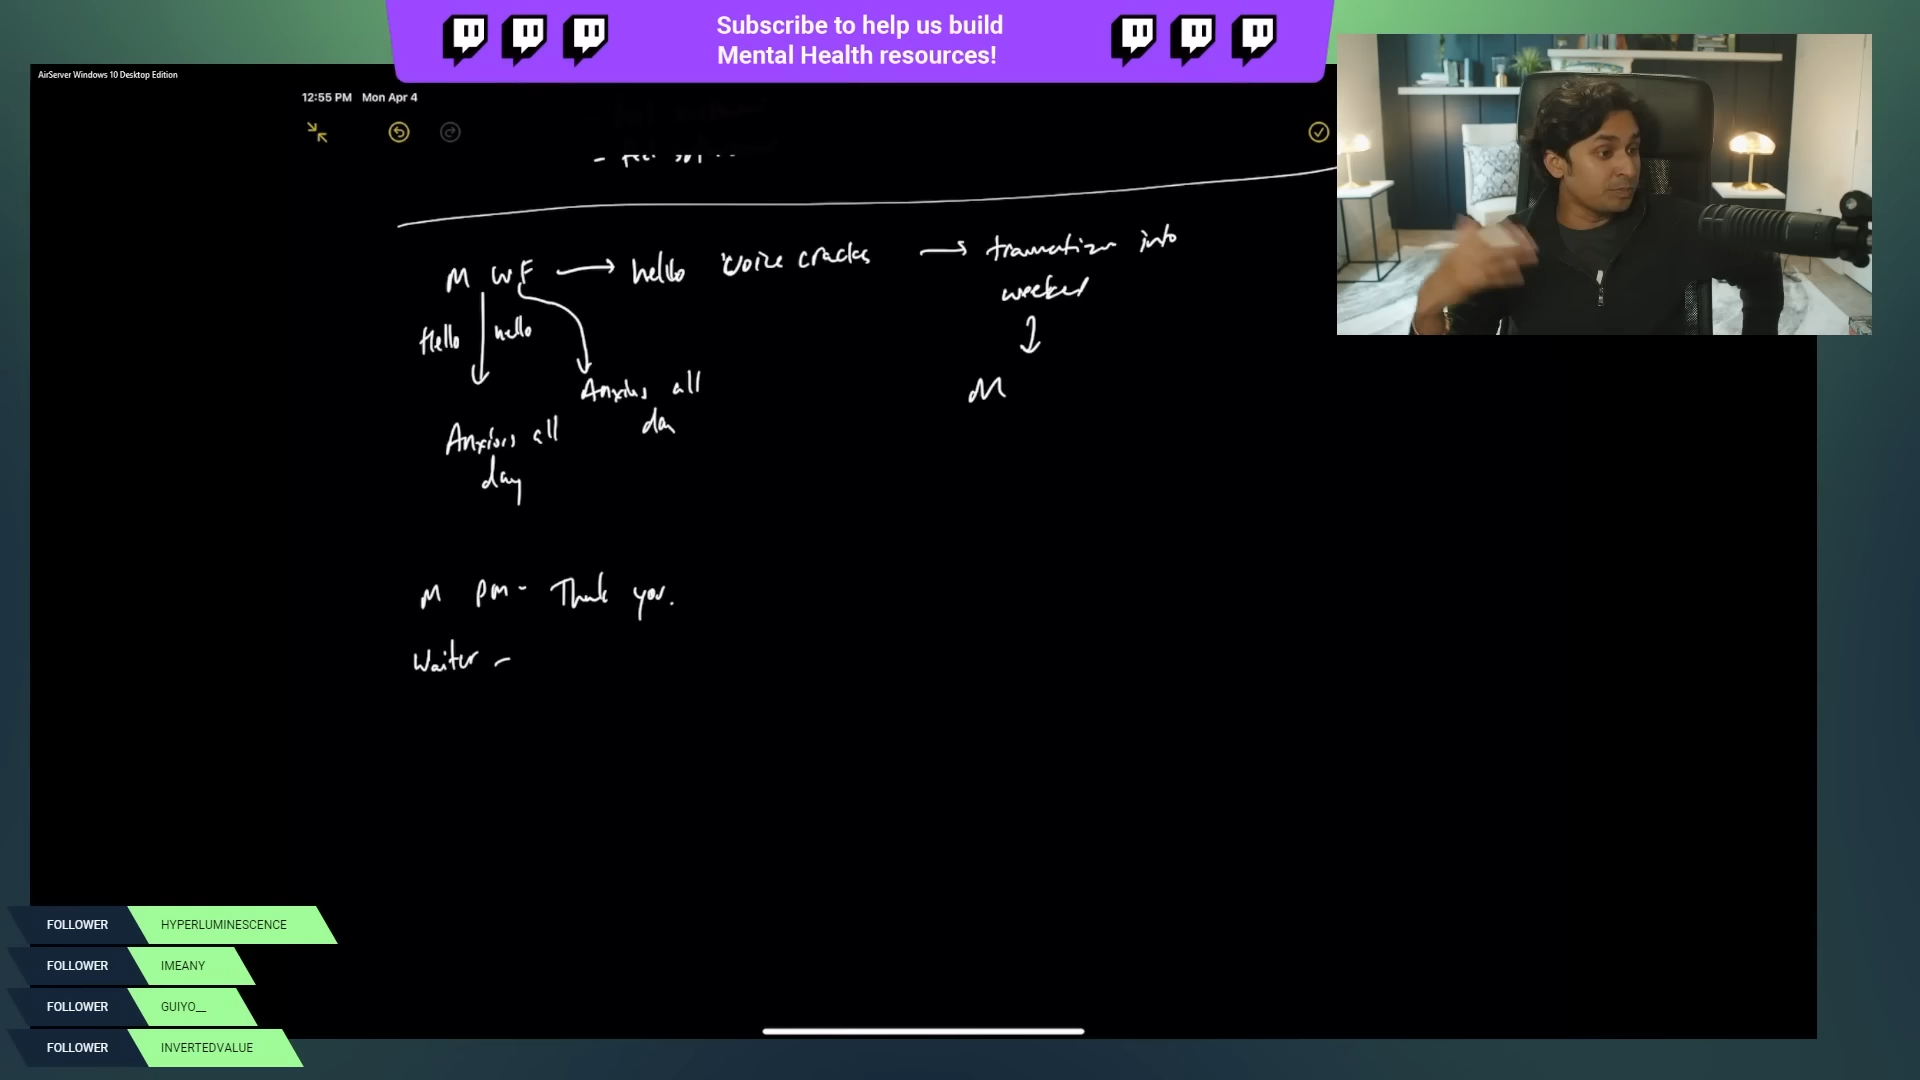 Subscribe to help us build
Mental Health resources!
AirServer Windows 10 Desktop Edition
12:55 PM Mon Apr 4
M WF → hello voice cracks → into
↓
Hello hello
M
Anxious all
day
Anxious all
day
M pm - Thank you.
Waiter -
FOLLOWER HYPERLUMINESCENCE
FOLLOWER IMEANY
FOLLOWER GUIYO__
FOLLOWER INVERTEDVALUE